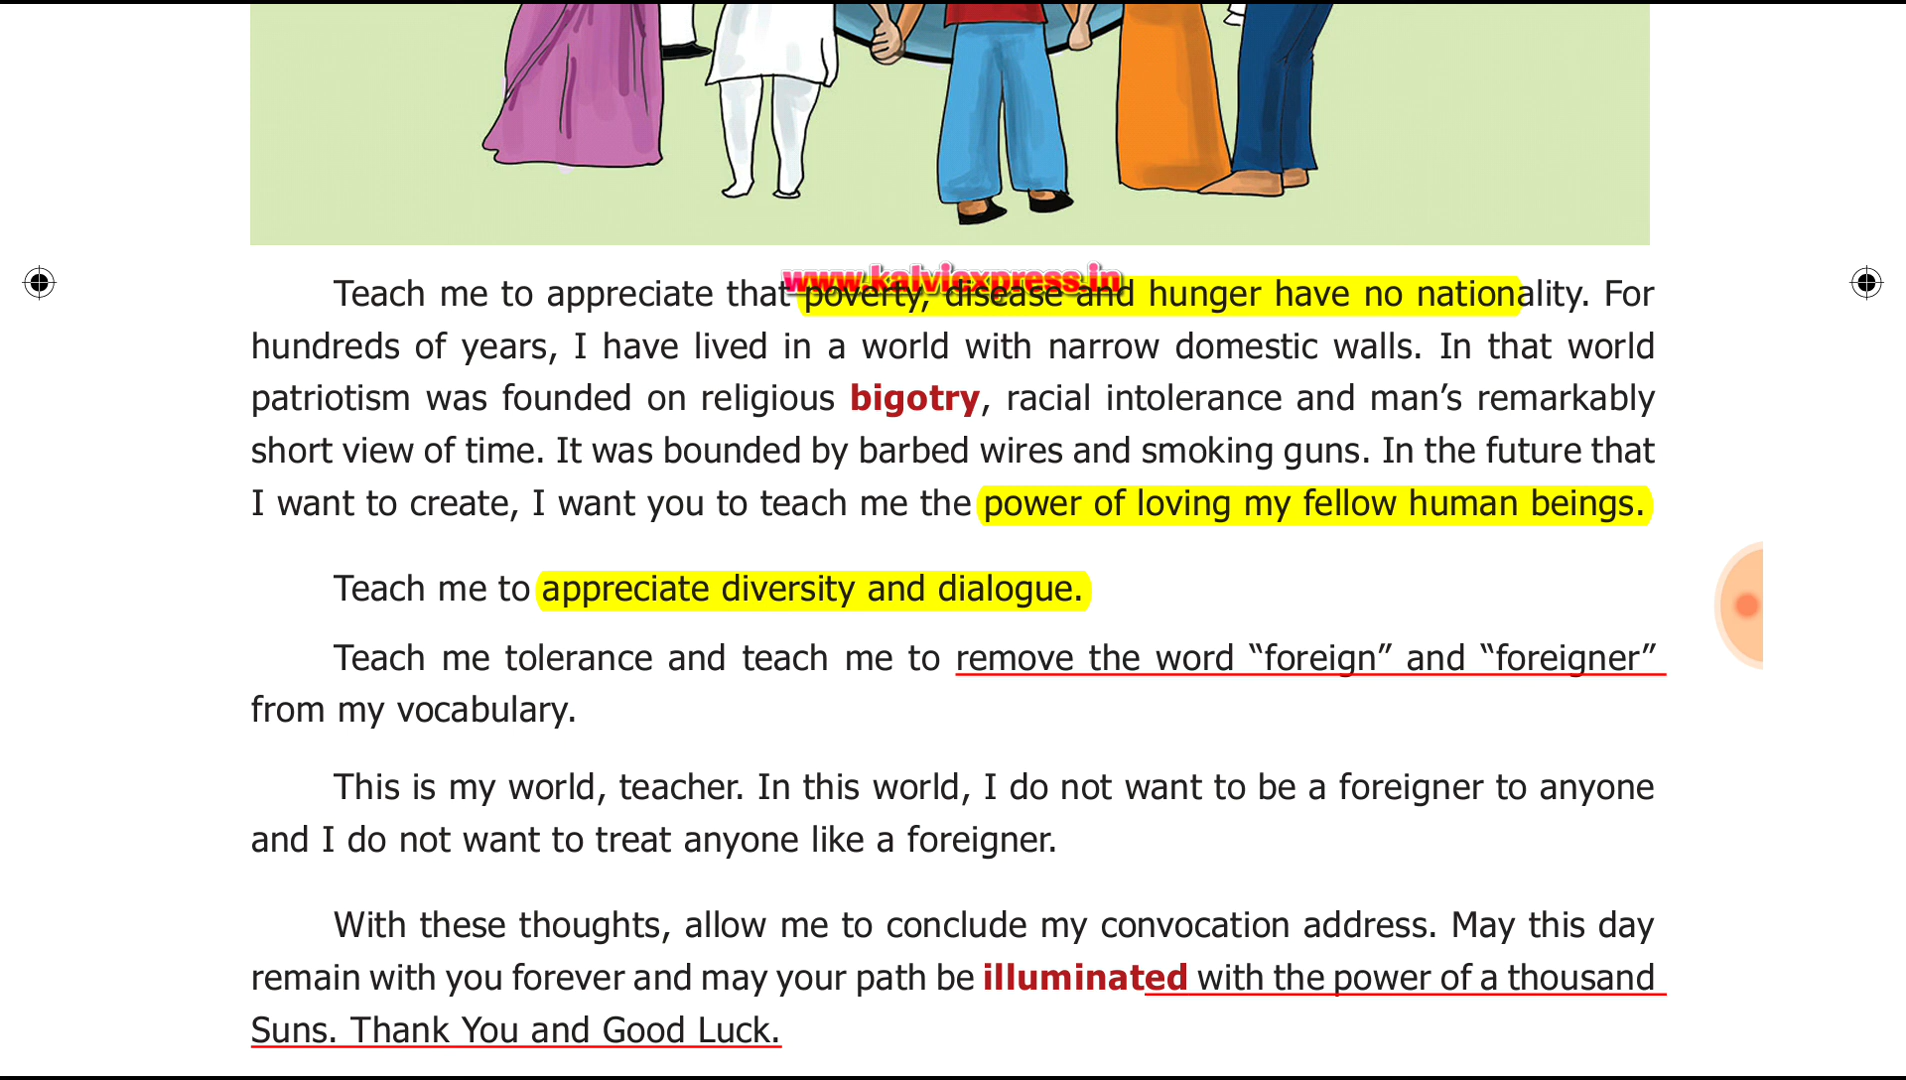 www.kalviexpress.in
Teach me to appreciate that poverty, disease and hunger have no nationality. For
hundreds of years, I have lived in a world with narrow domestic walls. In that world
patriotism was founded on religious bigotry, racial intolerance and man’s remarkably
short view of time. It was bounded by barbed wires and smoking guns. In the future that
I want to create, I want you to teach me the power of loving my fellow human beings.
Teach me to appreciate diversity and dialogue.
Teach me tolerance and teach me to remove the word “foreign” and “foreigner”
from my vocabulary.
This is my world, teacher. In this world, I do not want to be a foreigner to anyone
and I do not want to treat anyone like a foreigner.
With these thoughts, allow me to conclude my convocation address. May this day
remain with you forever and may your path be illuminated with the power of a thousand
Suns. Thank You and Good Luck.